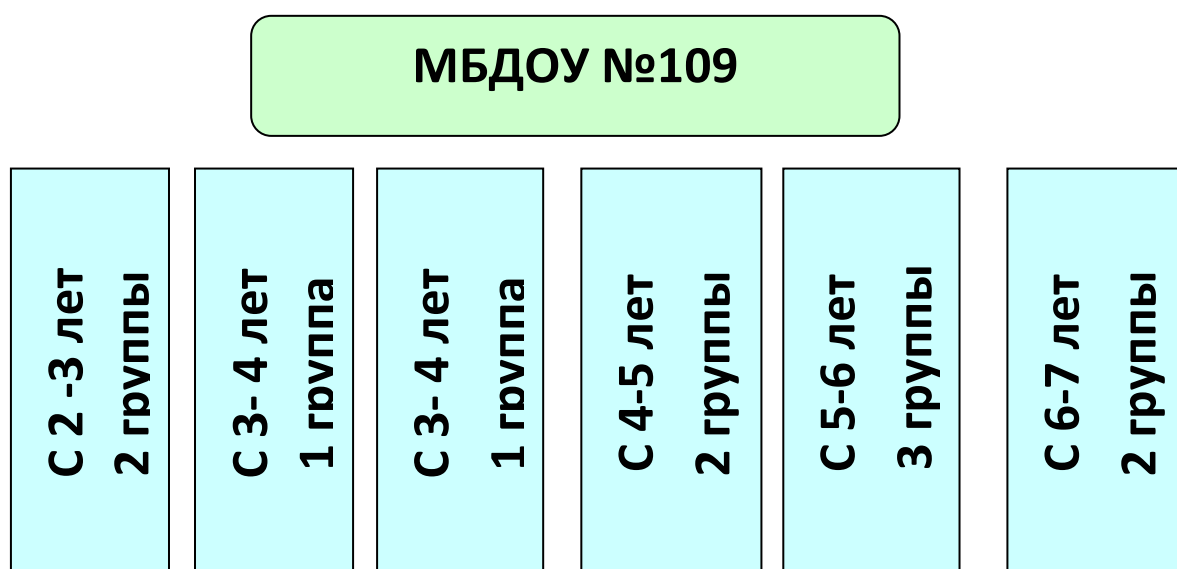 МБДОУ №109
С 2 -3 лет
2 группы
С 3- 4 лет
1 группа
С 3- 4 лет
1 группа
С 4-5 лет
2 группы
С 5-6 лет
3 группы
С 6-7 лет
2 группы